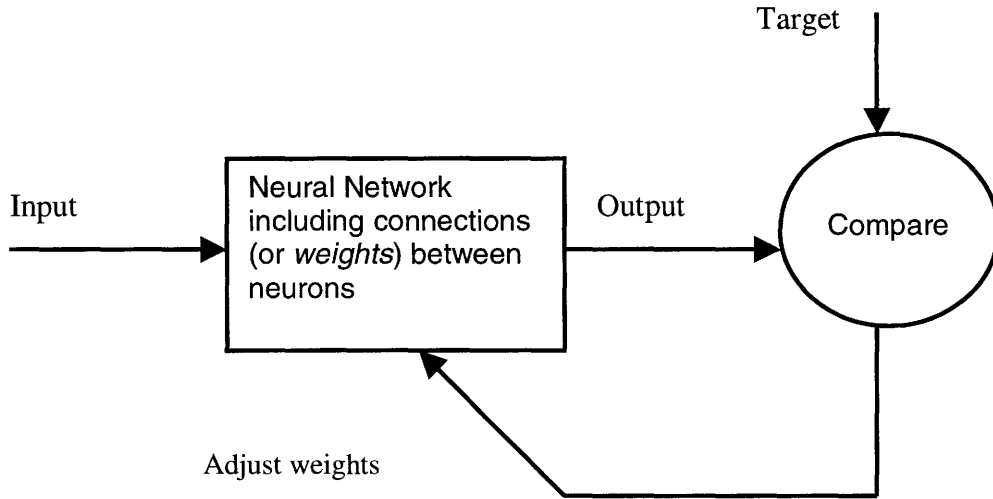 Target
Input
Neural Network
including connections
(or weights) between
neurons
Output
Compare
Adjust weights